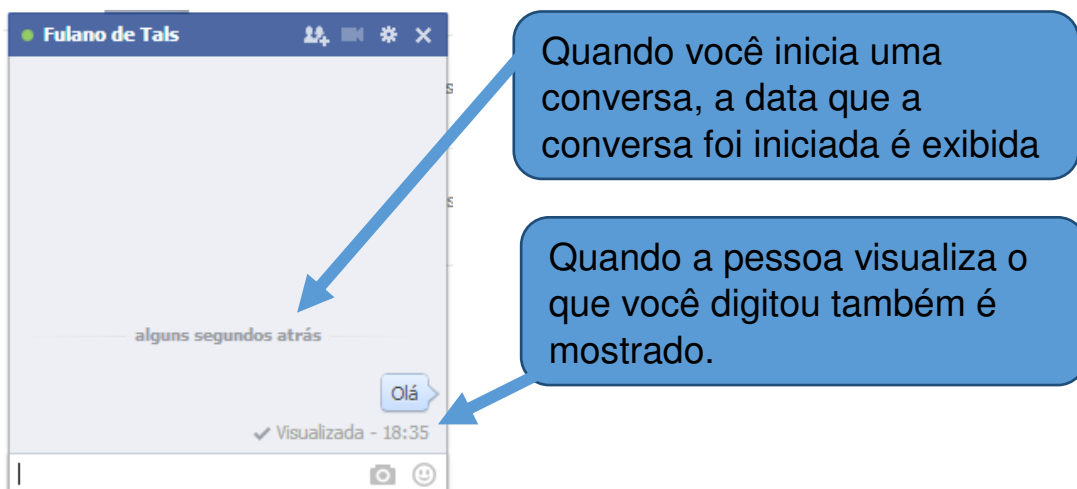 Fulano de Tals
Quando você inicia uma
conversa, a data que a
conversa foi iniciada é exibida
Quando a pessoa visualiza o
que você digitou também é
mostrado.
alguns segundos atrás
Olá
Visualizada - 18:35